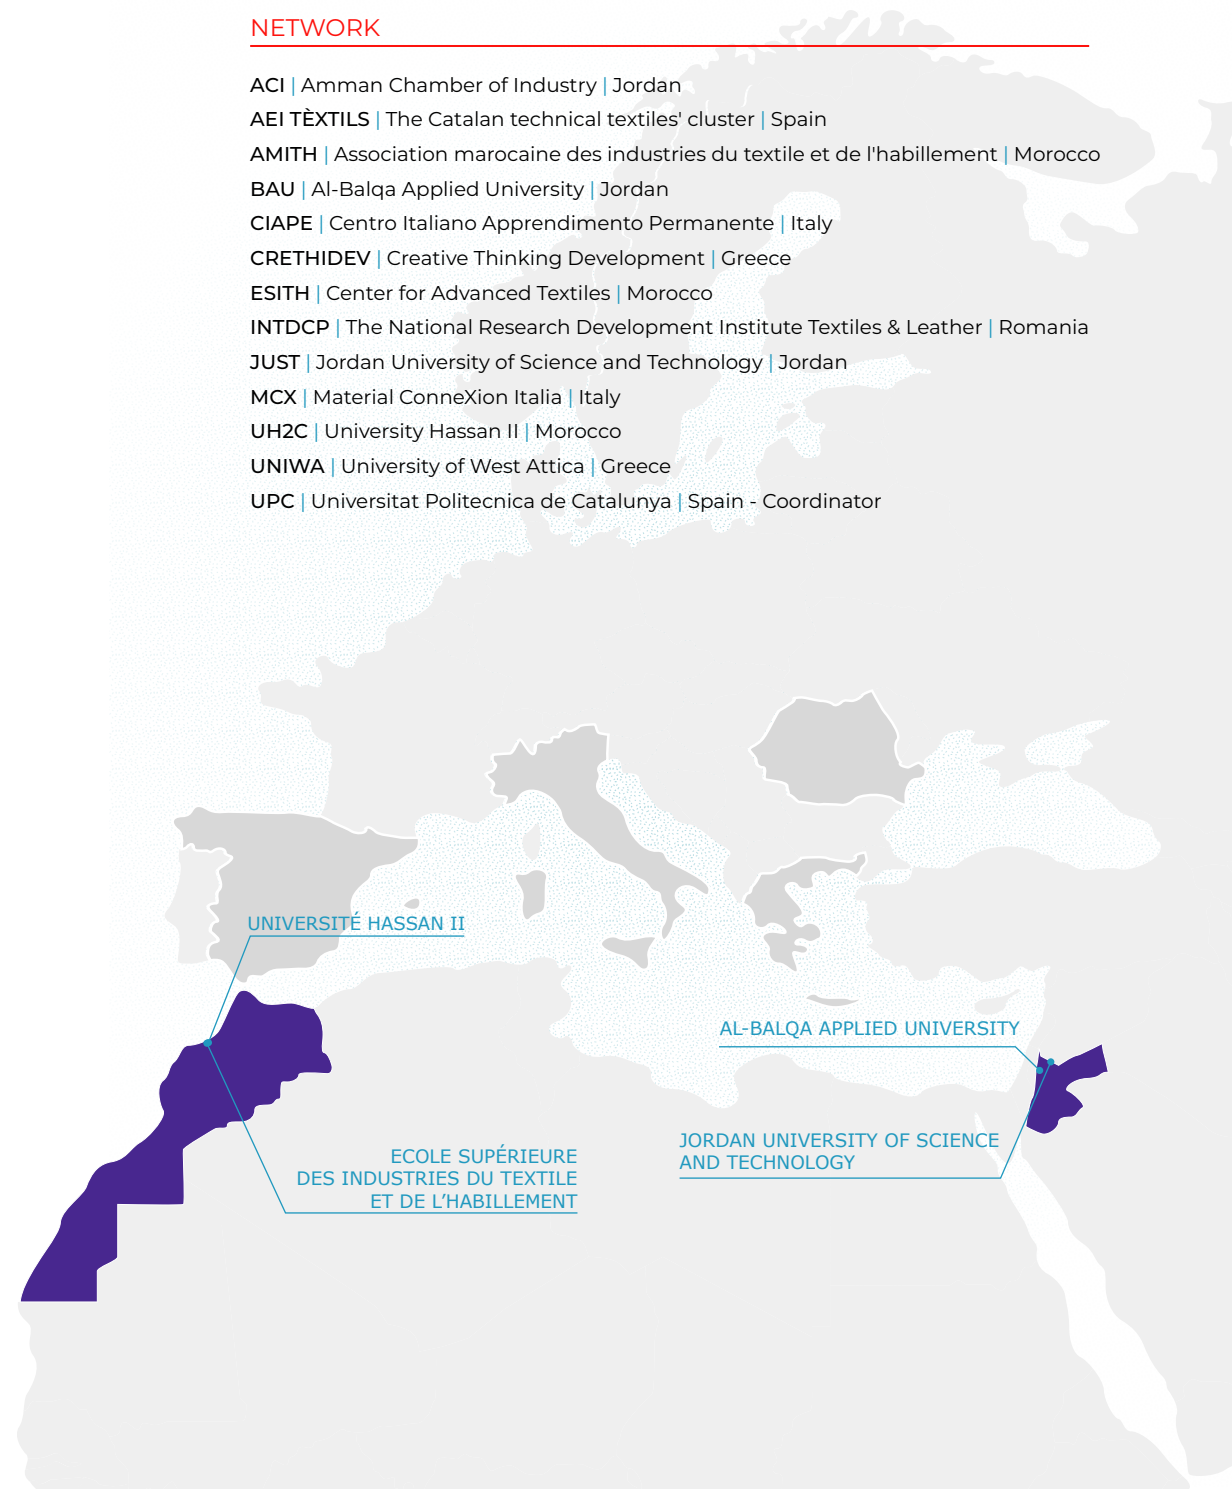 NETWORK
ACI | Amman Chamber of Industry | Jordan
AEI TÈXTILS | The Catalan technical textiles' cluster | Spain
AMITH | Association marocaine des industries du textile et de l'habillement | Morocco
BAU | Al-Balqa Applied University | Jordan
CIAPE | Centro Italiano Apprendimento Permanente | Italy
CRETHIDEV | Creative Thinking Development | Greece
ESITH | Center for Advanced Textiles | Morocco
INTDCP | The National Research Development Institute Textiles & Leather | Romania
JUST | Jordan University of Science and Technology | Jordan
MCX | Material ConneXion Italia | Italy
UH2C | University Hassan II | Morocco
UNIWA | University of West Attica | Greece
UPC | Universitat Politecnica de Catalunya | Spain - Coordinator
UNIVERSITÉ HASSAN II
AL-BALQA APPLIED UNIVERSITY
JORDAN UNIVERSITY OF SCIENCE
AND TECHNOLOGY
ECOLE SUPÉRIEURE
DES INDUSTRIES DU TEXTILE
ET DE L’HABILLEMENT